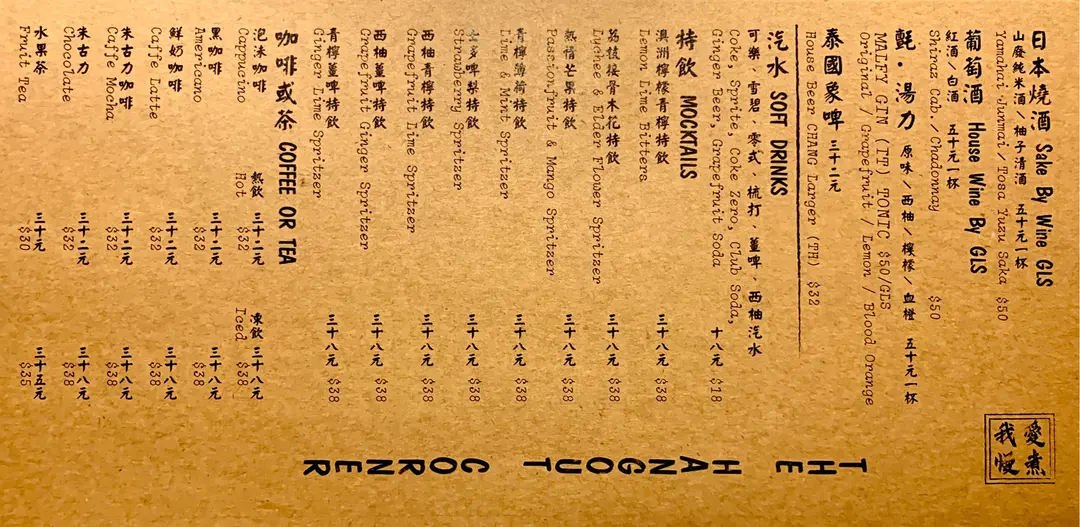 日本燒酒 Sake By Wine GLS
山廢純米酒／柚子清酒 五十元一杯
Yamahai Junmai / Tosa Yuzu Saka $50
葡萄酒 House Wine By GLS
紅酒／白酒 五十元一杯
Shiraz Cab. / Chadonnay $50
氈・湯力 原味／西柚／檸檬／血橙 五十元一杯
MALFY GIN (IT) TONIC $50/GLS
Original / Grapefruit / Lemon / Blood Orange
泰國象啤 三十二元
House Beer CHANG Larger (TH) $32
汽水 SOFT DRINKS
可樂、雪碧、零式、梳打、薑啤、西柚汽水
Coke, Sprite, Coke Zero, Club Soda,
Ginger Beer, Grapefruit Soda 十八元 $18
特飲 MOCKTAILS
澳洲檸檬青檸特飲
Lemon Lime Bitters 三十八元 $38
荔枝接骨木花特飲
Lychee & Elder Flower Spritzer 三十八元 $38
熱情芒果特飲
Passionfruit & Mango Spritzer 三十八元 $38
青檸薄荷特飲
Lime & Mint Spritzer 三十八元 $38
士多啤梨特飲
Strawberry Spritzer 三十八元 $38
西柚青檸特飲
Grapefruit Lime Spritzer 三十八元 $38
西柚薑啤特飲
Grapefruit Ginger Spritzer 三十八元 $38
青檸薑啤特飲
Ginger Lime Spritzer 三十八元 $38
咖啡或茶 COFFEE OR TEA
熱飲 凍飲
Hot Iced
泡沫咖啡 三十二元 三十八元
Cappucino $32 $38
黑咖啡 三十二元 三十八元
Americano $32 $38
鮮奶咖啡 三十二元 三十八元
Caffe Latte $32 $38
朱古力咖啡 三十二元 三十八元
Caffe Mocha $32 $38
朱古力 三十二元 三十八元
Chocolate $32 $38
水果茶 三十元 三十五元
Fruit Tea $30 $35
愛煮
我慢
THE HANGOUT CORNER